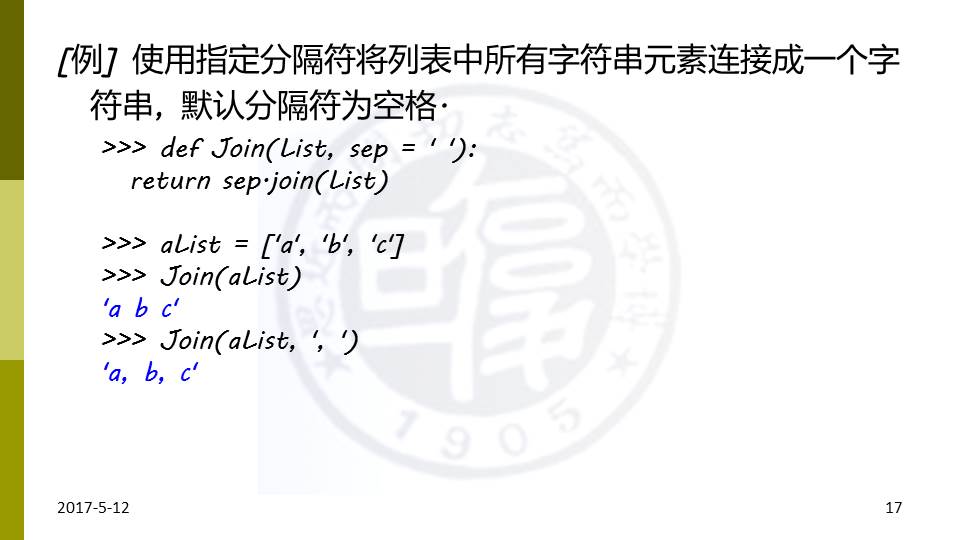 [例] 使用指定分隔符将列表中所有字符串元素连接成一个字
符串，默认分隔符为空格.
>>> def Join(List, sep = ' '):
return sep.join(List)
>>> aList = ['a', 'b', 'c']
>>> Join(aList)
'a b c'
>>> Join(aList, ', ')
'a, b, c'
1905
2017-5-12
17